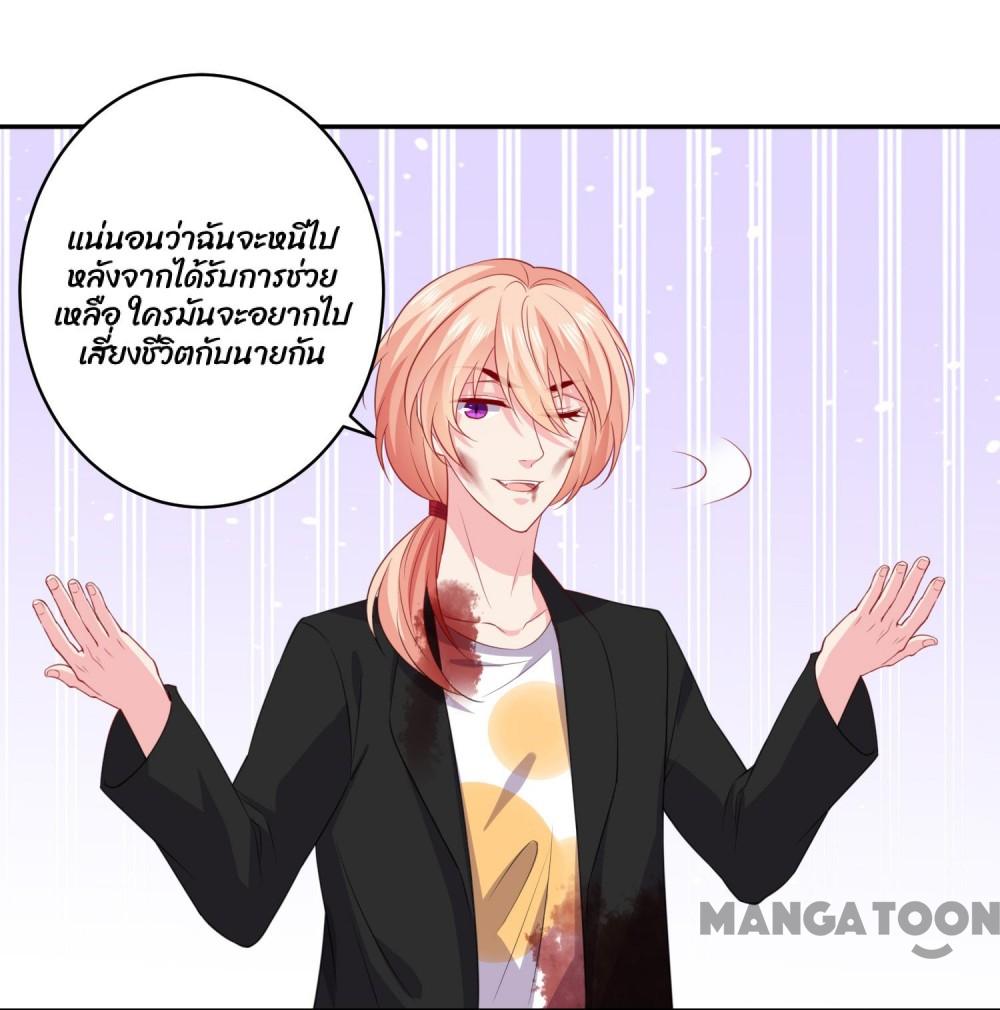 แน่นอนว่าฉันจะหนีไป
หลังจากได้รับการช่วย
เหลือ ใครมันจะอยากไป
เสี่ยงชีวิตกับนายกัน
MANGATOON